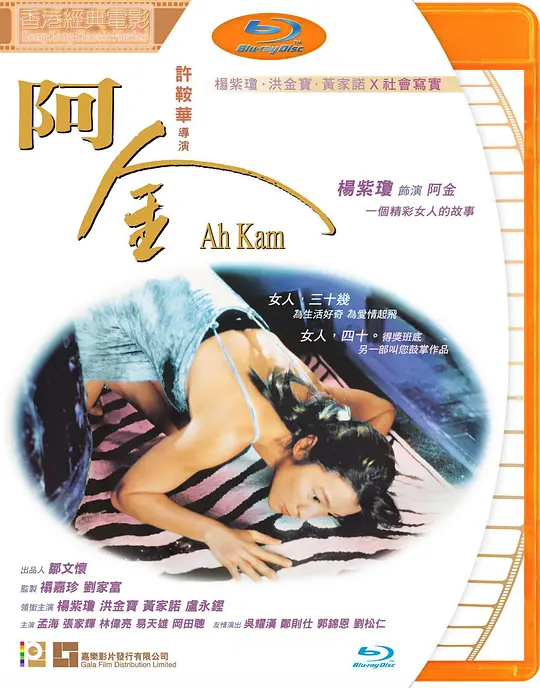 香港經典電影
Hong Kong Classic Movies
Blu-ray Disc
楊紫瓊·洪金寶·黃家諾 X 社會寫實
許鞍華導演
阿金
Ah Kam
楊紫瓊 飾演 阿金
一個精彩女人的故事
女人，三十幾
為生活好奇 為愛情起飛
女人，四十。得獎班底
另一部叫您鼓掌作品
出品人 鄒文懷
監製 禤嘉珍 劉家富
領銜主演 楊紫瓊 洪金寶 黃家諾 盧永鏗
主演 孟海 張家輝 林偉亮 易天雄 岡田聰 友情演出 吳耀漢 鄭則仕 郭錦恩 劉松仁
嘉樂影片發行有限公司
Gala Film Distribution Limited
Blu-ray Disc